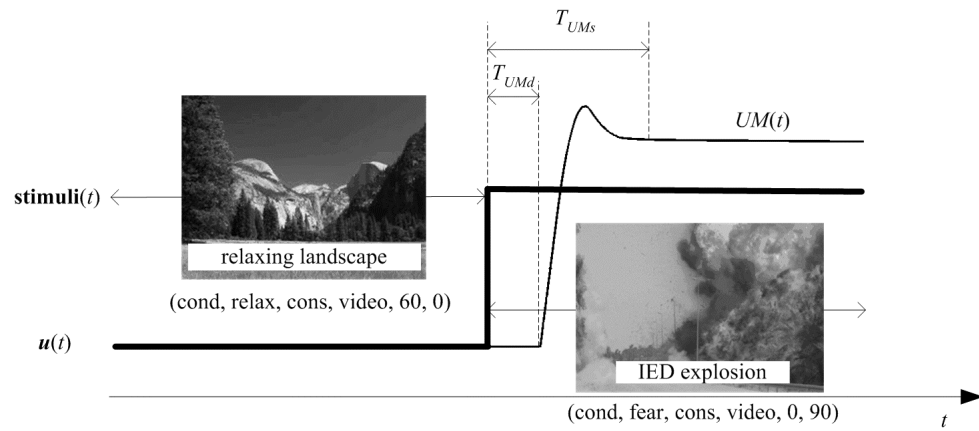 T_UMs
T_UMd
UM(t)
stimuli(t)
relaxing landscape
(cond, relax, cons, video, 60, 0)
u(t)
IED explosion
(cond, fear, cons, video, 0, 90)
t